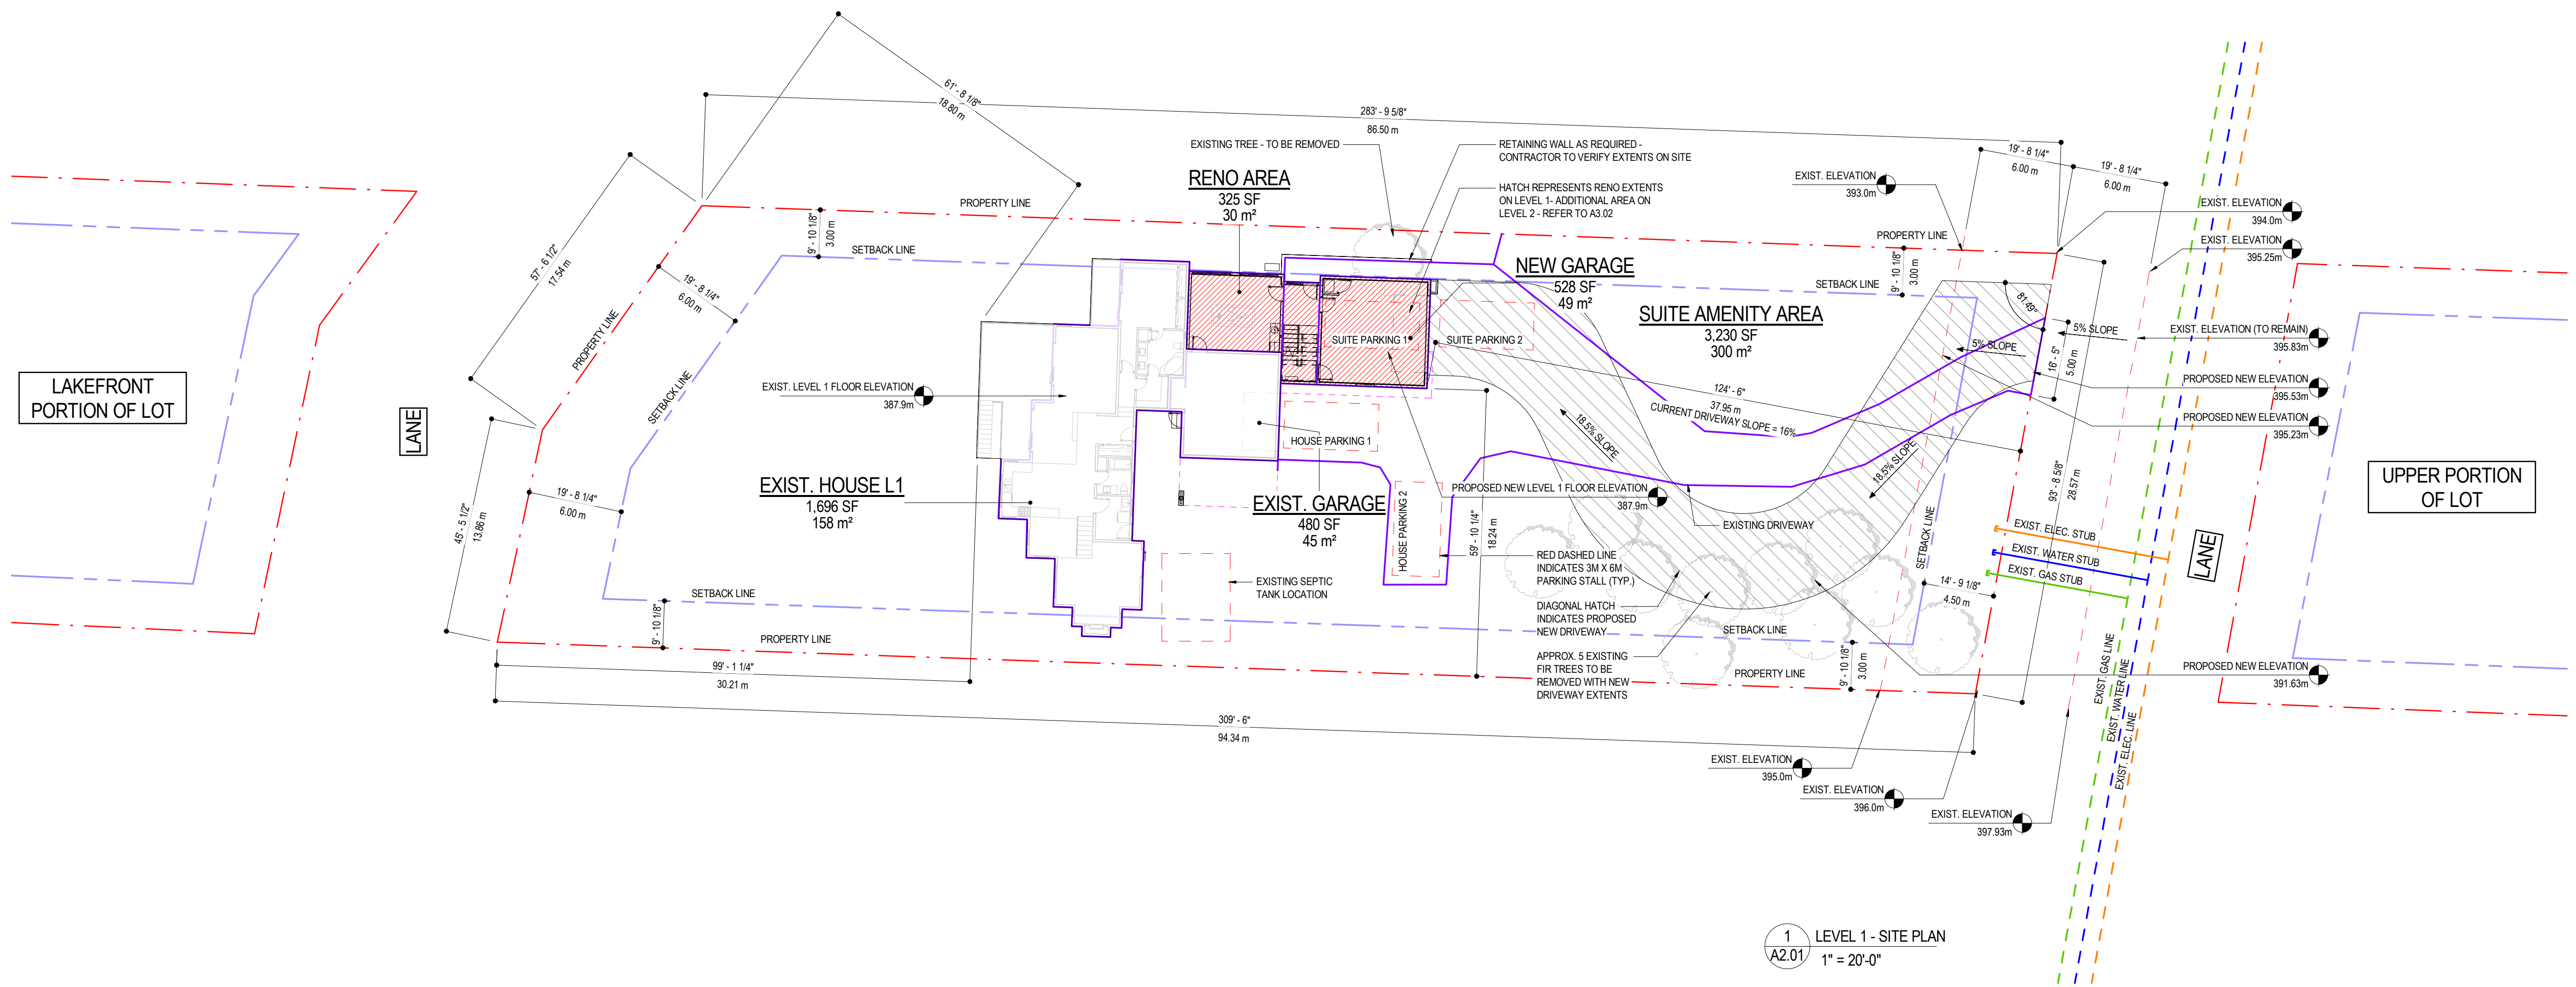 61' - 8 1/8"
18.80 m
283' - 9 5/8"
86.50 m
57' - 6 1/2"
17.54 m
EXISTING TREE - TO BE REMOVED
RETAINING WALL AS REQUIRED -
CONTRACTOR TO VERIFY EXTENTS ON SITE
HATCH REPRESENTS RENO EXTENTS
ON LEVEL 1- ADDITIONAL AREA ON
LEVEL 2 - REFER TO A3.02
RENO AREA
325 SF
30 m²
EXIST. ELEVATION
393.0m
19' - 8 1/4"
6.00 m
19' - 8 1/4"
6.00 m
EXIST. ELEVATION
394.0m
EXIST. ELEVATION
395.25m
PROPERTY LINE
9' - 10 1/8"
3.00 m
SETBACK LINE
PROPERTY LINE
9' - 10 1/8"
3.00 m
SETBACK LINE
NEW GARAGE
528 SF
49 m²
SUITE AMENITY AREA
3,230 SF
300 m²
81.49°
5% SLOPE
5% SLOPE
EXIST. ELEVATION (TO REMAIN)
395.83m
16' - 5"
5.00 m
PROPOSED NEW ELEVATION
395.53m
PROPOSED NEW ELEVATION
395.23m
19' - 8 1/4"
6.00 m
PROPERTY LINE
SETBACK LINE
SUITE PARKING 1
SUITE PARKING 2
124' - 6"
37.95 m
CURRENT DRIVEWAY SLOPE = 16%
LAKEFRONT
PORTION OF LOT
LANE
EXIST. LEVEL 1 FLOOR ELEVATION
387.9m
HOUSE PARKING 1
18.5% SLOPE
18.5% SLOPE
93' - 8 5/8"
28.57 m
UPPER PORTION
OF LOT
EXIST. HOUSE L1
1,696 SF
158 m²
EXIST. GARAGE
480 SF
45 m²
HOUSE PARKING 2
PROPOSED NEW LEVEL 1 FLOOR ELEVATION
387.9m
EXISTING DRIVEWAY
59' - 10 1/4"
18.24 m
45' - 5 1/2"
13.86 m
19' - 8 1/4"
6.00 m
SETBACK LINE
EXIST. ELEC. STUB
EXIST. WATER STUB
EXIST. GAS STUB
LANE
RED DASHED LINE
INDICATES 3M X 6M
PARKING STALL (TYP.)
EXISTING SEPTIC
TANK LOCATION
14' - 9 1/8"
4.50 m
DIAGONAL HATCH
INDICATES PROPOSED
NEW DRIVEWAY
SETBACK LINE
9' - 10 1/8"
PROPERTY LINE
SETBACK LINE
9' - 10 1/8"
3.00 m
PROPERTY LINE
APPROX. 5 EXISTING
FIR TREES TO BE
REMOVED WITH NEW
DRIVEWAY EXTENTS
PROPOSED NEW ELEVATION
391.63m
99' - 1 1/4"
30.21 m
309' - 6"
94.34 m
EXIST. GAS LINE
EXIST. WATER LINE
EXIST. ELEC. LINE
EXIST. ELEVATION
395.0m
EXIST. ELEVATION
396.0m
EXIST. ELEVATION
397.93m
1
A2.01
LEVEL 1 - SITE PLAN
1" = 20'-0"